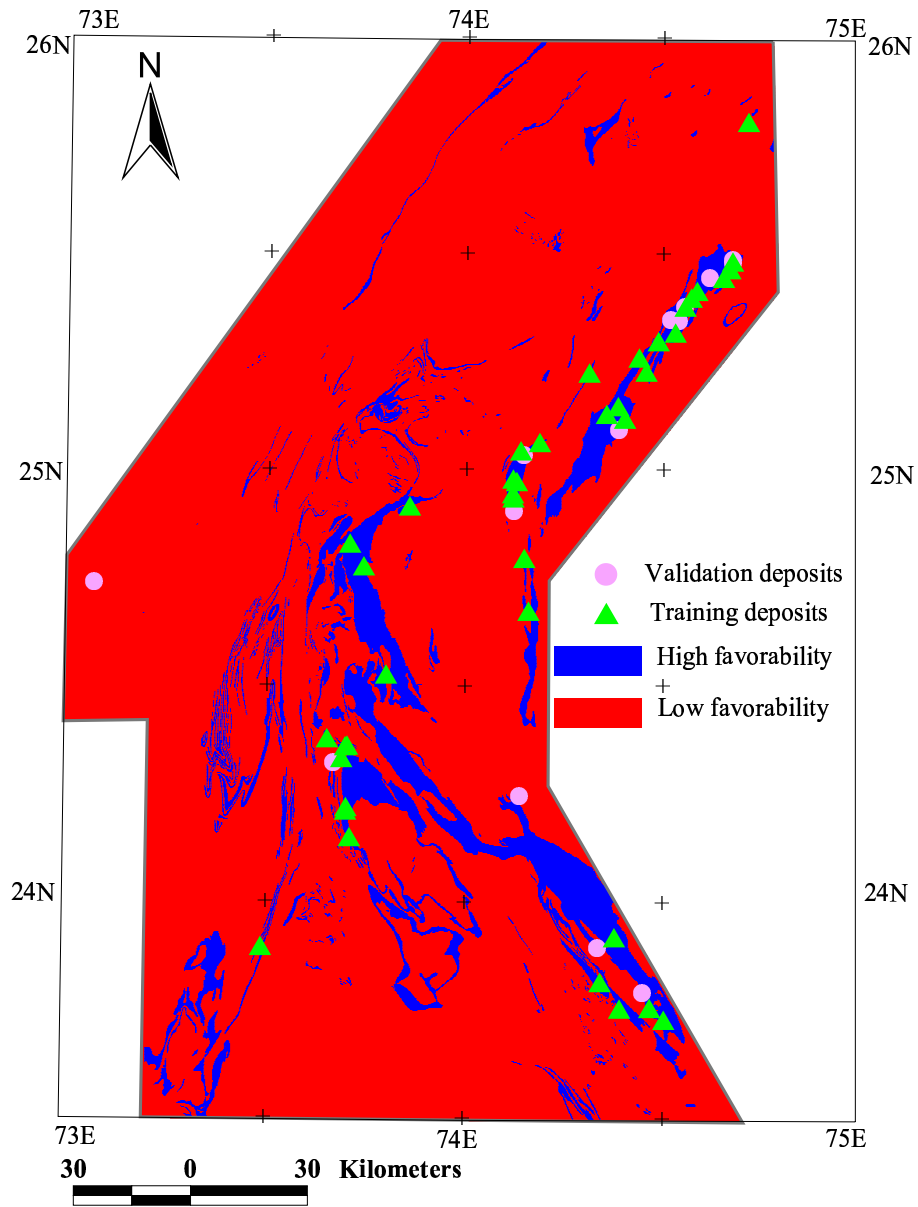 73E 74E 75E
26N 26N
N
25N 25N
Validation deposits
Training deposits
High favorability
Low favorability
24N 24N
73E 74E 75E
30 0 30 Kilometers